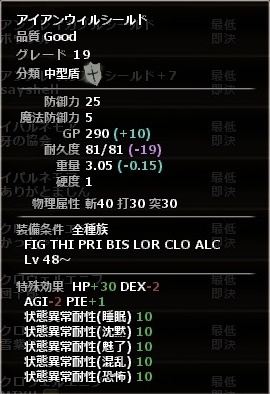 アイアンウィルシールド
品質 Good
グレード 19
分類 中型盾
防御力 25
魔法防御力 5
GP 290 (+10)
耐久度 81/81 (-19)
重量 3.05 (-0.15)
硬度 1
物理属性 斬40 打30 突30
装備条件 全種族
FIG THI PRI BIS LOR CLO ALC
Lv 48～
特殊効果 HP+30 DEX-2
AGI-2 PIE+1
状態異常耐性(睡眠) 10
状態異常耐性(沈黙) 10
状態異常耐性(魅了) 10
状態異常耐性(混乱) 10
状態異常耐性(恐怖) 10